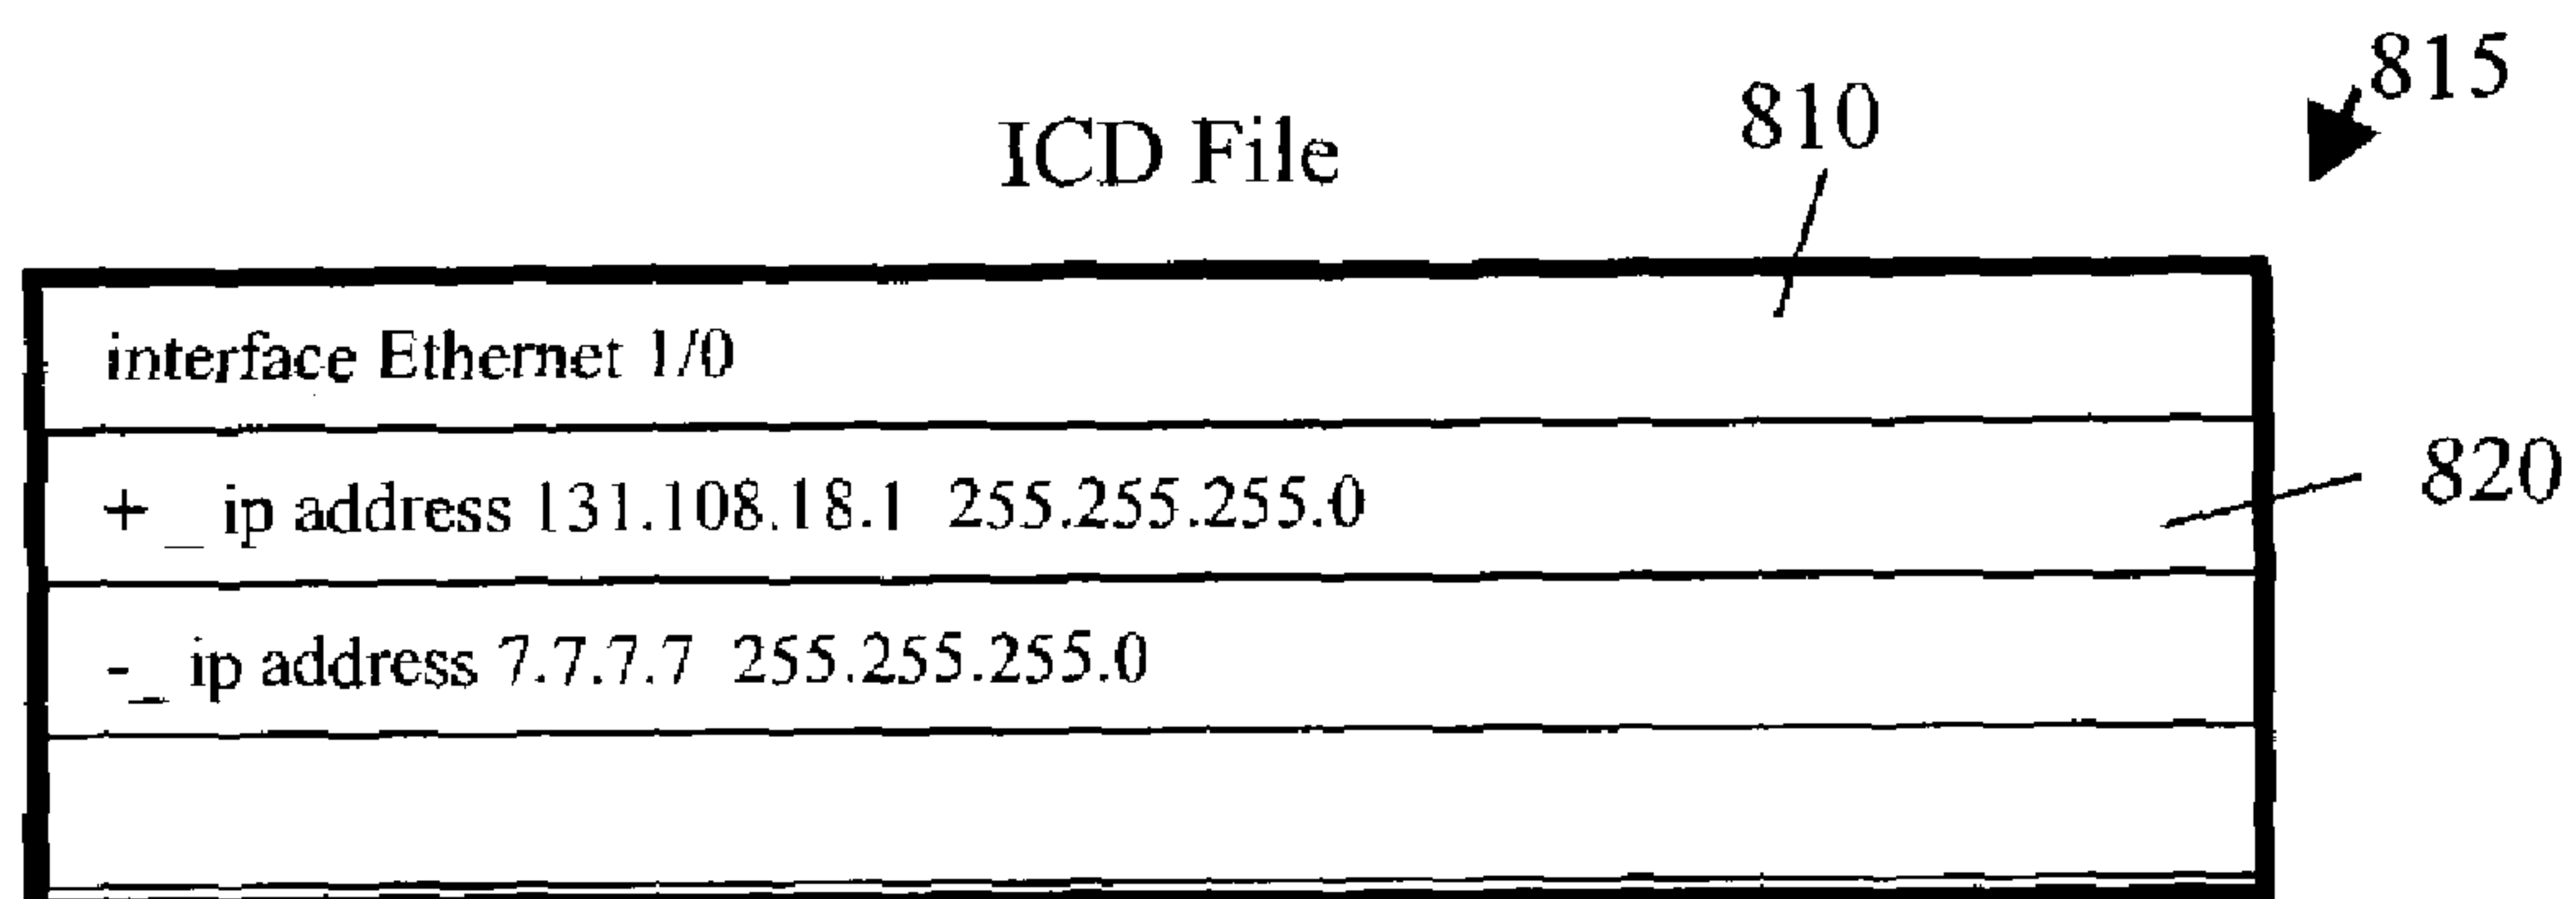 815
810
ICD File
interface Ethernet 1/0
+ _ ip address 131.108.18.1 255.255.255.0
820
-_ ip address 7.7.7.7 255.255.255.0